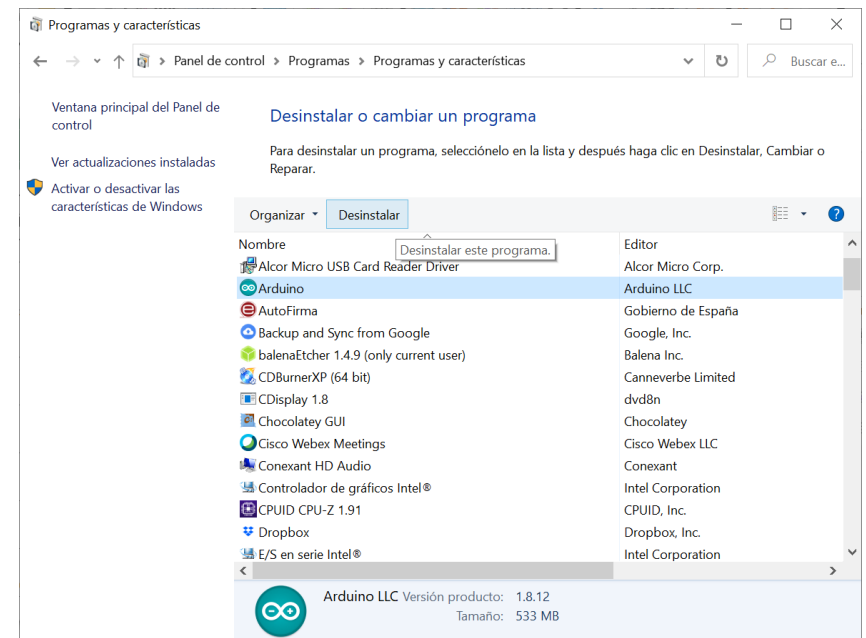 Programas y características
Panel de control > Programas > Programas y características
Buscar e...
Ventana principal del Panel de
control
Ver actualizaciones instaladas
Activar o desactivar las
características de Windows
Desinstalar o cambiar un programa
Para desinstalar un programa, selecciónelo en la lista y después haga clic en Desinstalar, Cambiar o
Reparar.
Organizar Desinstalar
?
Nombre Editor
Desinstalar este programa.
Alcor Micro USB Card Reader Driver Alcor Micro Corp.
Arduino Arduino LLC
AutoFirma Gobierno de España
Backup and Sync from Google Google, Inc.
balenaEtcher 1.4.9 (only current user) Balena Inc.
CDBurnerXP (64 bit) Canneverbe Limited
CDisplay 1.8 dvd8n
Chocolatey GUI Chocolatey
Cisco Webex Meetings Cisco Webex LLC
Conexant HD Audio Conexant
Controlador de gráficos Intel® Intel Corporation
CPUID CPU-Z 1.91 CPUID, Inc.
Dropbox Dropbox, Inc.
E/S en serie Intel® Intel Corporation
Arduino LLC Versión producto: 1.8.12
Tamaño: 533 MB